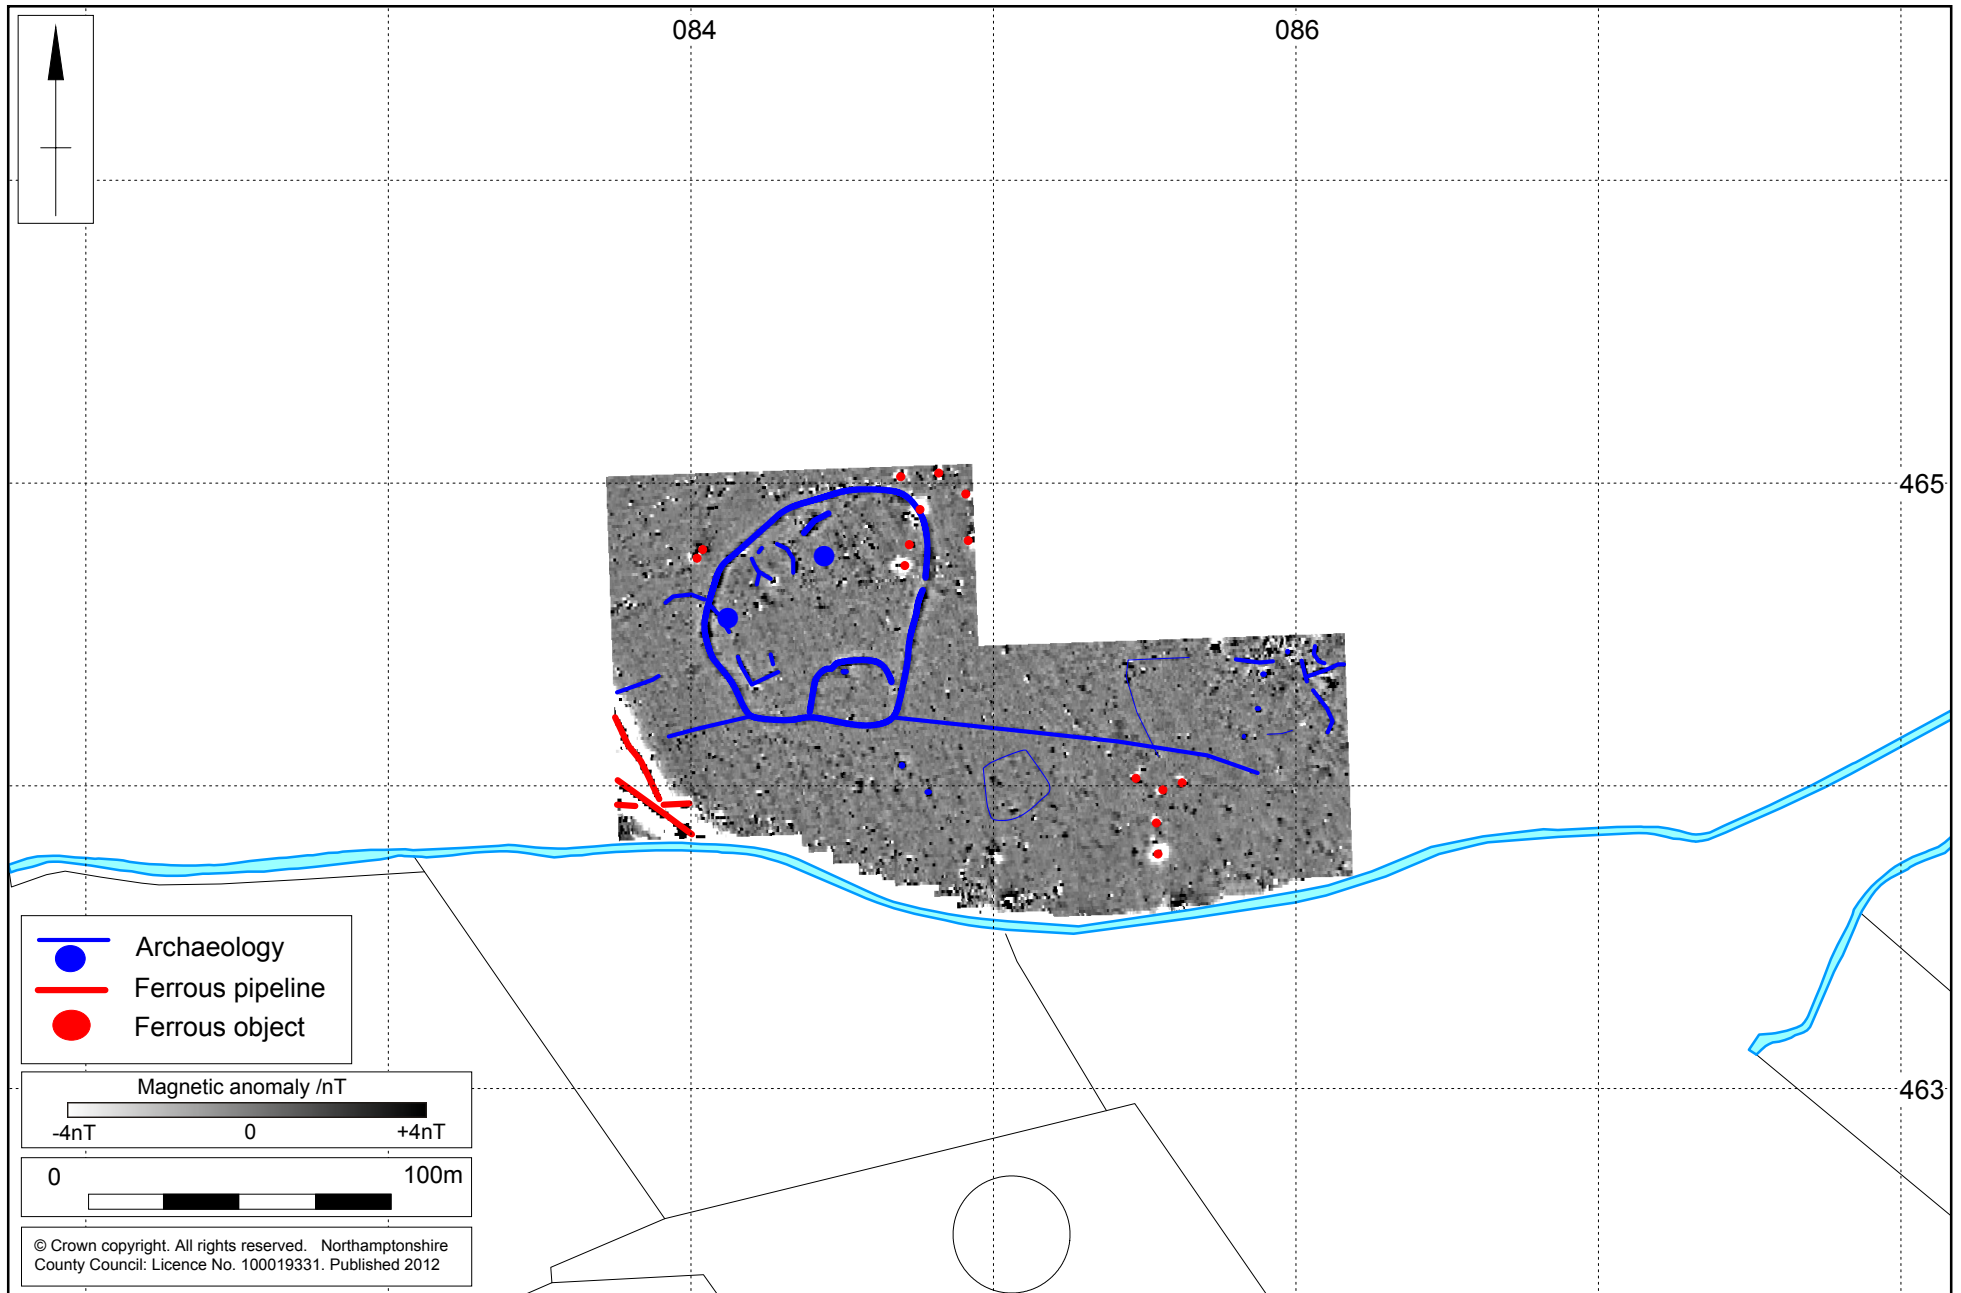 084
086
465
463
Archaeology
Ferrous pipeline
Ferrous object
Magnetic anomaly /nT
-4nT 0 +4nT
0 100m
© Crown copyright. All rights reserved. Northamptonshire
County Council: Licence No. 100019331. Published 2012